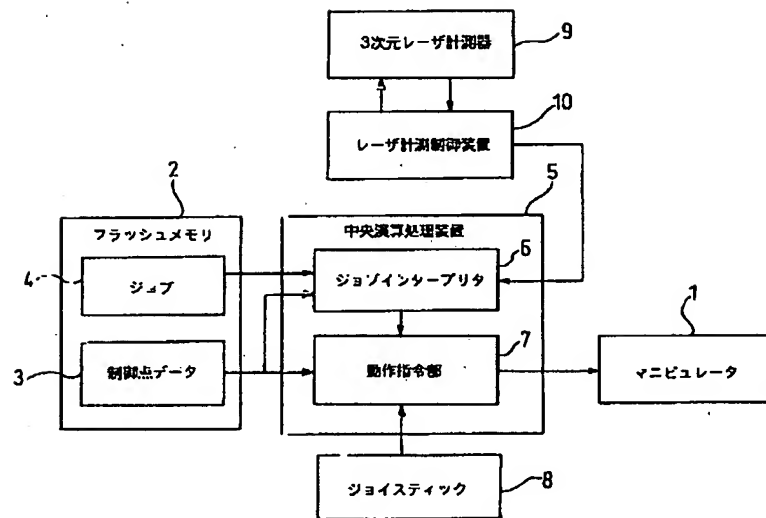 3次元レーザ計測器
9
10
レーザ計測制御装置
2
5
フラッシュメモリ
中央演算処理装置
6
4
ジョブ
ジョブインタープリタ
1
7
3
制御点データ
動作指令部
マニピュレータ
ジョイスティック
8